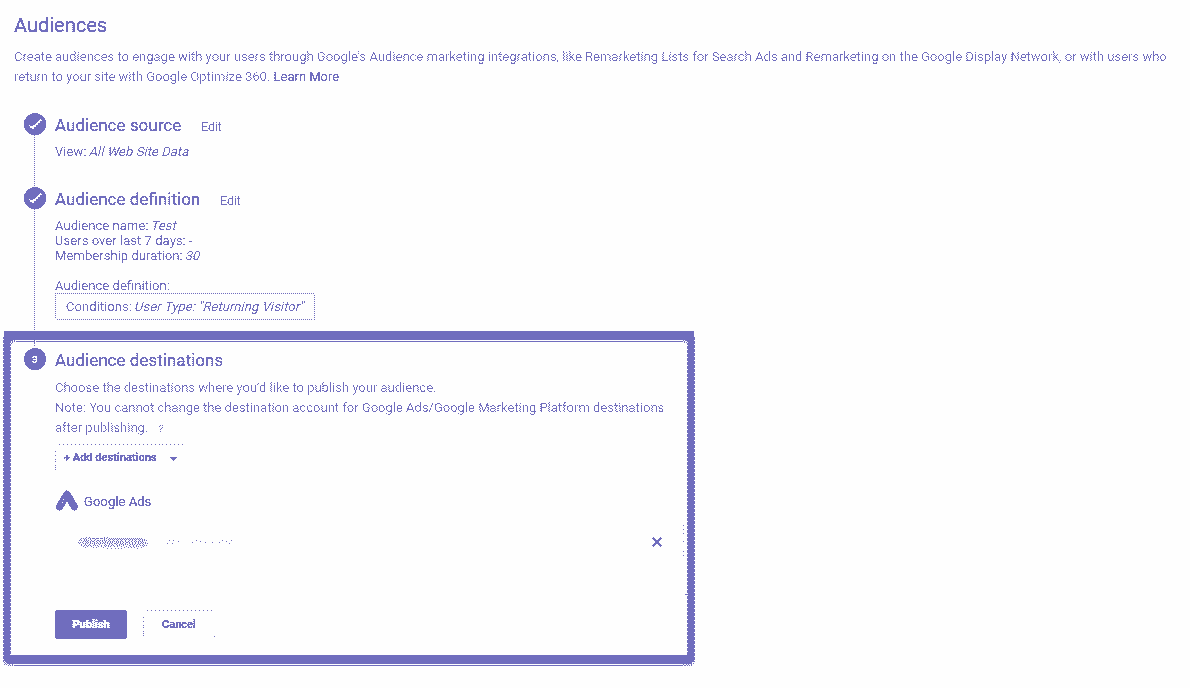 Audiences
Create audiences to engage with your users through Google's Audience marketing integrations, like Remarketing Lists for Search Ads and Remarketing on the Google Display Network, or with users who
return to your site with Google Optimize 360. Learn More
Audience source Edit
View: All Web Site Data
Audience definition Edit
Audience name: Test
Users over last 7 days: -
Membership duration: 30
Audience definition:
Conditions: User Type: "Returning Visitor"
3 Audience destinations
Choose the destinations where you'd like to publish your audience.
Note: You cannot change the destination account for Google Ads/Google Marketing Platform destinations
after publishing. ?
+ Add destinations
Google Ads
Publish Cancel